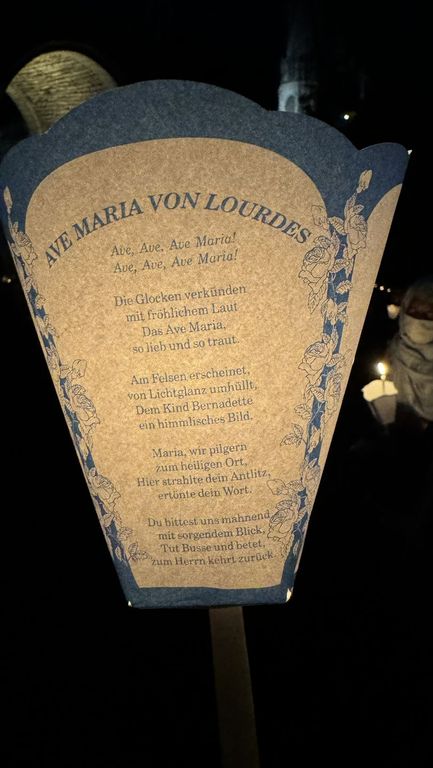 AVE MARIA VON LOURDES
Ave, Ave, Ave Maria!
Ave, Ave, Ave Maria!
Die Glocken verkünden
mit fröhlichem Laut
Das Ave Maria,
so lieb und so traut.
Am Felsen erscheinet,
von Lichtglanz umhüllt,
Dem Kind Bernadette
ein himmlisches Bild.
Maria, wir pilgern
zum heiligen Ort,
Hier strahlte dein Antlitz,
ertönte dein Wort.
Du bittest uns mahnend
mit sorgendem Blick,
Tut Busse und betet,
zum Herrn kehrt zurück.